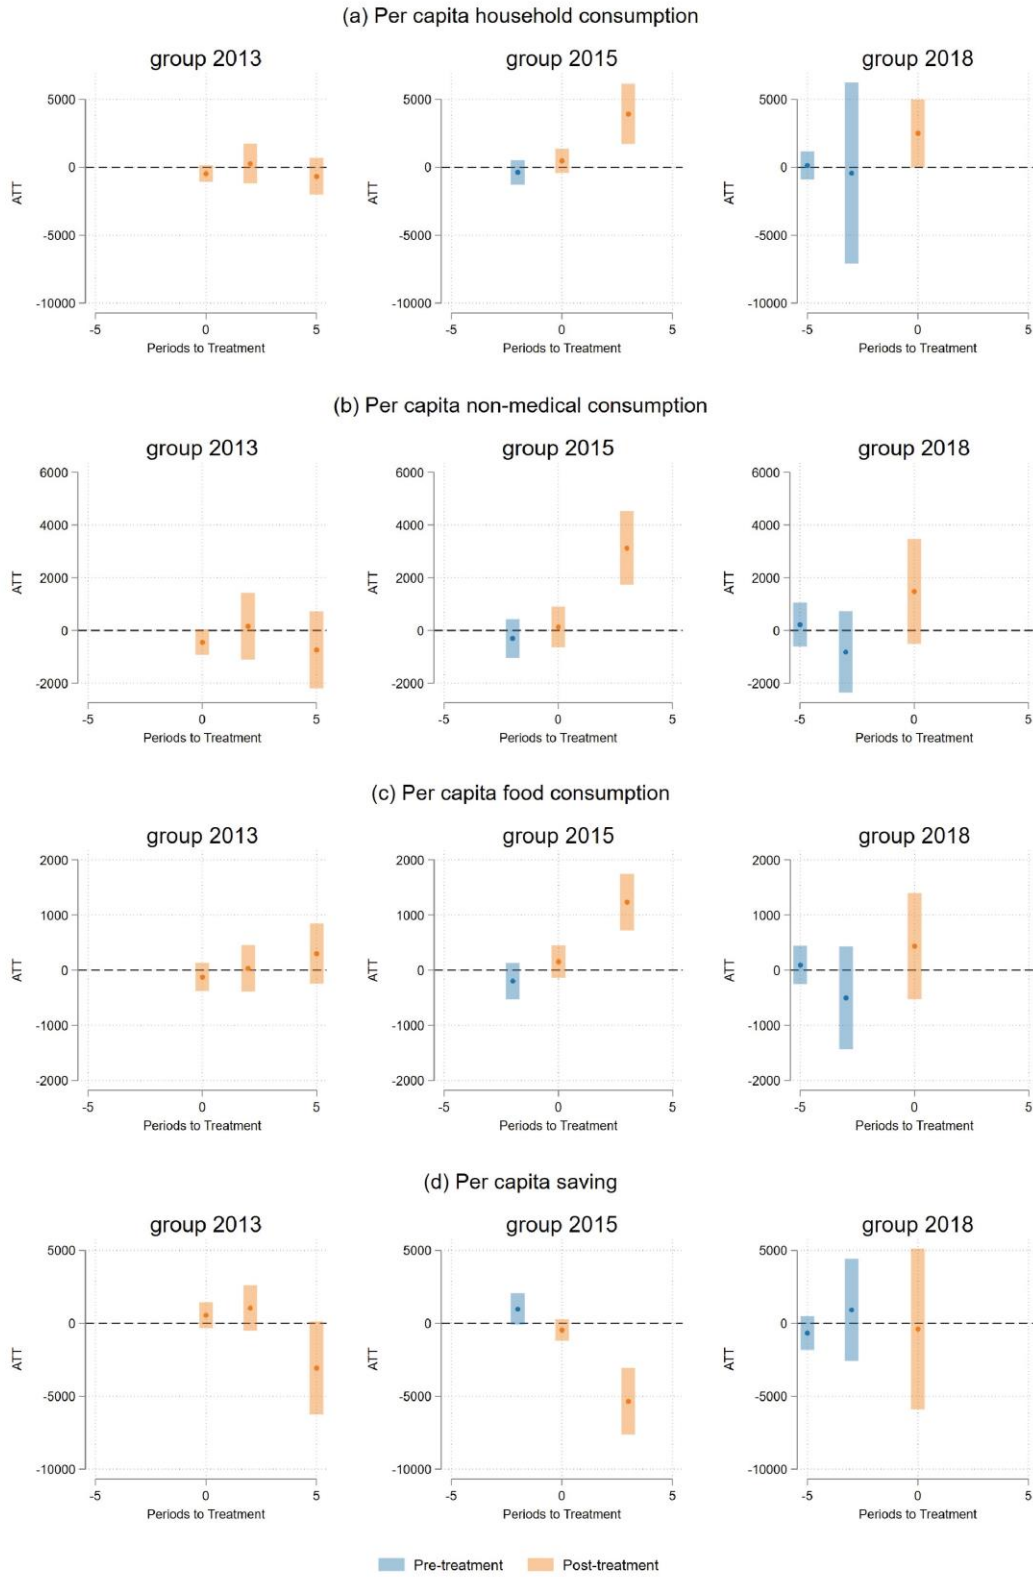 (a) Per capita household consumption
group 2013
group 2015
group 2018
5000
0
-5000
-10000
ATT
-5 0 5
Periods to Treatment
5000
0
-5000
-10000
ATT
-5 0 5
Periods to Treatment
5000
0
-5000
-10000
ATT
-5 0 5
Periods to Treatment
(b) Per capita non-medical consumption
group 2013
group 2015
group 2018
6000
4000
2000
0
-2000
ATT
-5 0 5
Periods to Treatment
6000
4000
2000
0
-2000
ATT
-5 0 5
Periods to Treatment
6000
4000
2000
0
-2000
ATT
-5 0 5
Periods to Treatment
(c) Per capita food consumption
group 2013
group 2015
group 2018
2000
1000
0
-1000
-2000
ATT
-5 0 5
Periods to Treatment
2000
1000
0
-1000
-2000
ATT
-5 0 5
Periods to Treatment
2000
1000
0
-1000
-2000
ATT
-5 0 5
Periods to Treatment
(d) Per capita saving
group 2013
group 2015
group 2018
5000
0
-5000
-10000
ATT
-5 0 5
Periods to Treatment
5000
0
-5000
-10000
ATT
-5 0 5
Periods to Treatment
5000
0
-5000
-10000
ATT
-5 0 5
Periods to Treatment
Pre-treatment Post-treatment